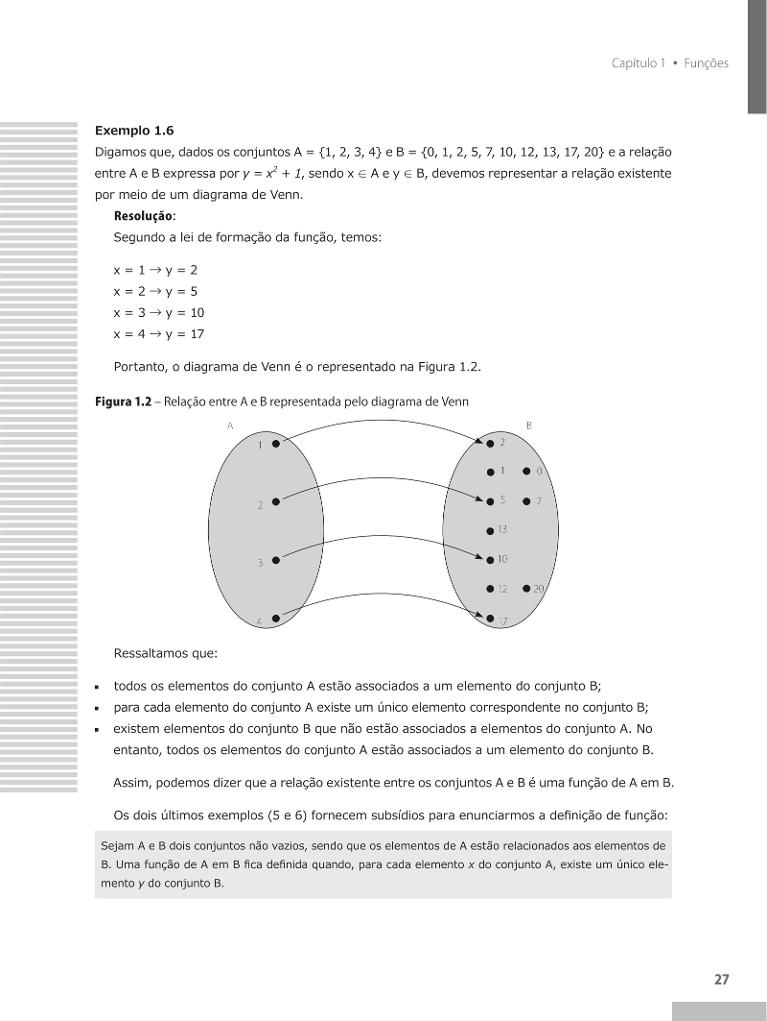 Capítulo 1 • Funções
Exemplo 1.6
Digamos que, dados os conjuntos A = {1, 2, 3, 4} e B = {0, 1, 2, 5, 7, 10, 12, 13, 17, 20} e a relação
entre A e B expressa por y = x² + 1, sendo x ∈ A e y ∈ B, devemos representar a relação existente
por meio de um diagrama de Venn.
Resolução:
Segundo a lei de formação da função, temos:
x = 1 → y = 2
x = 2 → y = 5
x = 3 → y = 10
x = 4 → y = 17
Portanto, o diagrama de Venn é o representado na Figura 1.2.
Figura 1.2 – Relação entre A e B representada pelo diagrama de Venn
A B
1 2
1 0
2 5 7
13
3 10
12 20
4 17
Ressaltamos que:
▪ todos os elementos do conjunto A estão associados a um elemento do conjunto B;
▪ para cada elemento do conjunto A existe um único elemento correspondente no conjunto B;
▪ existem elementos do conjunto B que não estão associados a elementos do conjunto A. No
entanto, todos os elementos do conjunto A estão associados a um elemento do conjunto B.
Assim, podemos dizer que a relação existente entre os conjuntos A e B é uma função de A em B.
Os dois últimos exemplos (5 e 6) fornecem subsídios para enunciarmos a definição de função:
Sejam A e B dois conjuntos não vazios, sendo que os elementos de A estão relacionados aos elementos de
B. Uma função de A em B fica definida quando, para cada elemento x do conjunto A, existe um único ele-
mento y do conjunto B.
27